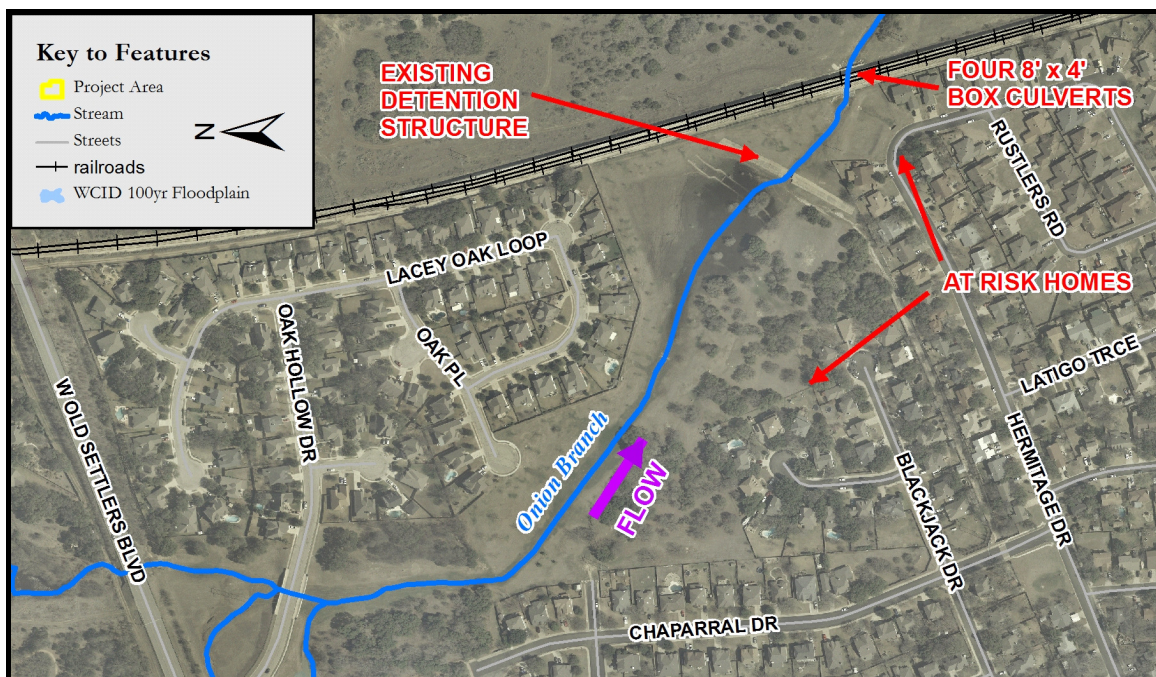 Key to Features
Project Area
Stream
Streets
railroads
WCID 100yr Floodplain
N
EXISTING
DETENTION
STRUCTURE
FOUR 8' x 4'
BOX CULVERTS
RUSTLERS RD
AT RISK HOMES
LACEY OAK LOOP
OAK HOLLOW DR
OAK PL
W OLD SETTLERS BLVD
Onion Branch
FLOW
LATIGO TRCE
HERMITAGE DR
BLACKJACK DR
CHAPARRAL DR